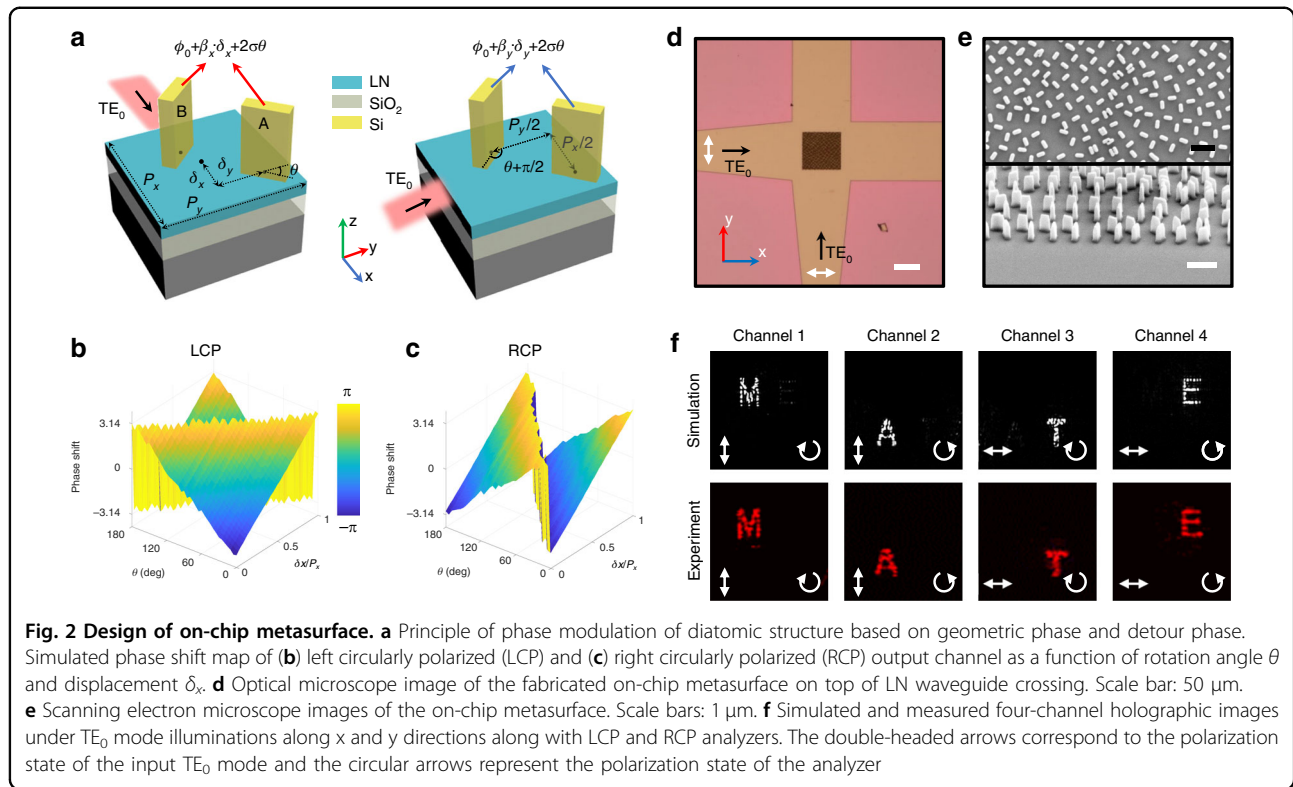 a
ϕ₀+βₓ·δₓ+2σθ
TE₀
B
A
δₓ
δᵧ
θ
Pₓ
Pᵧ
LN
SiO₂
Si
z
y
x
ϕ₀+βᵧ·δᵧ+2σθ
Pᵧ/2
Pₓ/2
θ+π/2
TE₀
d
TE₀
y
x
TE₀
e
b
LCP
Phase shift
3.14
0
−3.14
180
120
60
0
θ (deg)
0
0.5
1
δx/Pₓ
π
−π
c
RCP
Phase shift
3.14
0
−3.14
180
120
60
0
θ (deg)
0
0.5
1
δx/Pₓ
f
Channel 1 Channel 2 Channel 3 Channel 4
Simulation
M E
A T
A T
E
Experiment
M
A
T
E
Fig. 2 Design of on-chip metasurface. a Principle of phase modulation of diatomic structure based on geometric phase and detour phase.
Simulated phase shift map of (b) left circularly polarized (LCP) and (c) right circularly polarized (RCP) output channel as a function of rotation angle θ
and displacement δₓ. d Optical microscope image of the fabricated on-chip metasurface on top of LN waveguide crossing. Scale bar: 50 μm.
e Scanning electron microscope images of the on-chip metasurface. Scale bars: 1 μm. f Simulated and measured four-channel holographic images
under TE₀ mode illuminations along x and y directions along with LCP and RCP analyzers. The double-headed arrows correspond to the polarization
state of the input TE₀ mode and the circular arrows represent the polarization state of the analyzer